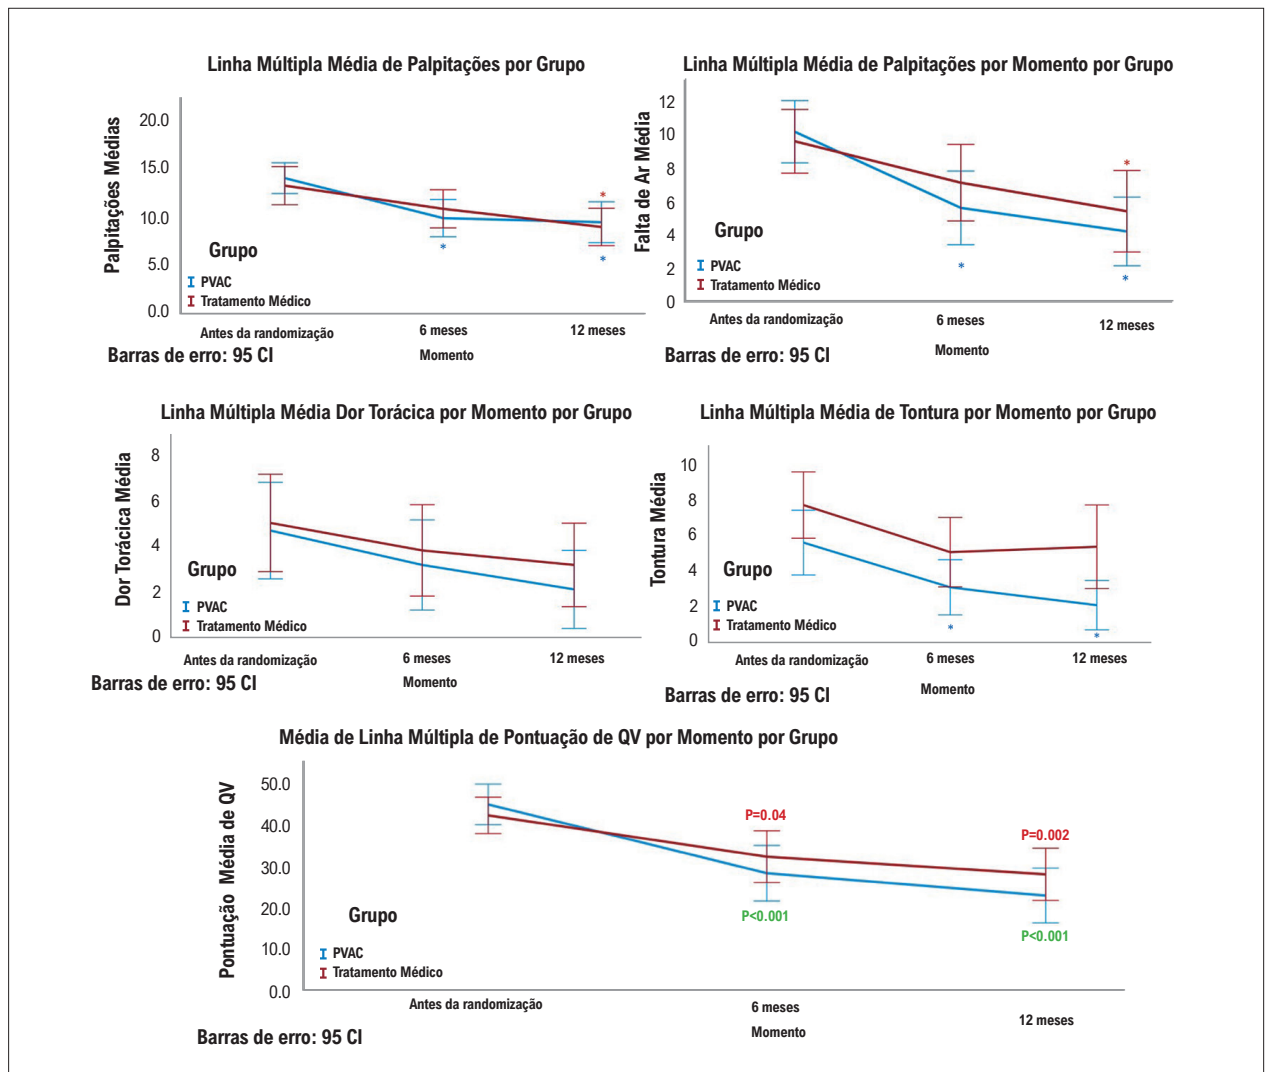 Linha Múltipla Média de Palpitações por Grupo
Palpitações Médias
20.0
15.0
10.0
5.0
0.0
*
*
*
Grupo
PVAC
Tratamento Médico
Antes da randomização
6 meses
12 meses
Barras de erro: 95 CI
Momento
Linha Múltipla Média de Palpitações por Momento por Grupo
Falta de Ar Média
12
10
8
6
4
2
0
*
*
*
Grupo
PVAC
Tratamento Médico
Antes da randomização
6 meses
12 meses
Barras de erro: 95 CI
Momento
Linha Múltipla Média Dor Torácica por Momento por Grupo
Dor Torácica Média
8
6
4
2
0
Grupo
PVAC
Tratamento Médico
Antes da randomização
6 meses
12 meses
Barras de erro: 95 CI
Momento
Linha Múltipla Média de Tontura por Momento por Grupo
Tontura Média
10
8
6
4
2
0
Grupo
PVAC
Tratamento Médico
*
*
Antes da randomização
6 meses
12 meses
Barras de erro: 95 CI
Momento
Média de Linha Múltipla de Pontuação de QV por Momento por Grupo
Pontuação Média de QV
50.0
40.0
30.0
20.0
10.0
0.0
P=0.04
P=0.002
P<0.001
P<0.001
Grupo
PVAC
Tratamento Médico
Antes da randomização
6 meses
12 meses
Momento
Barras de erro: 95 CI